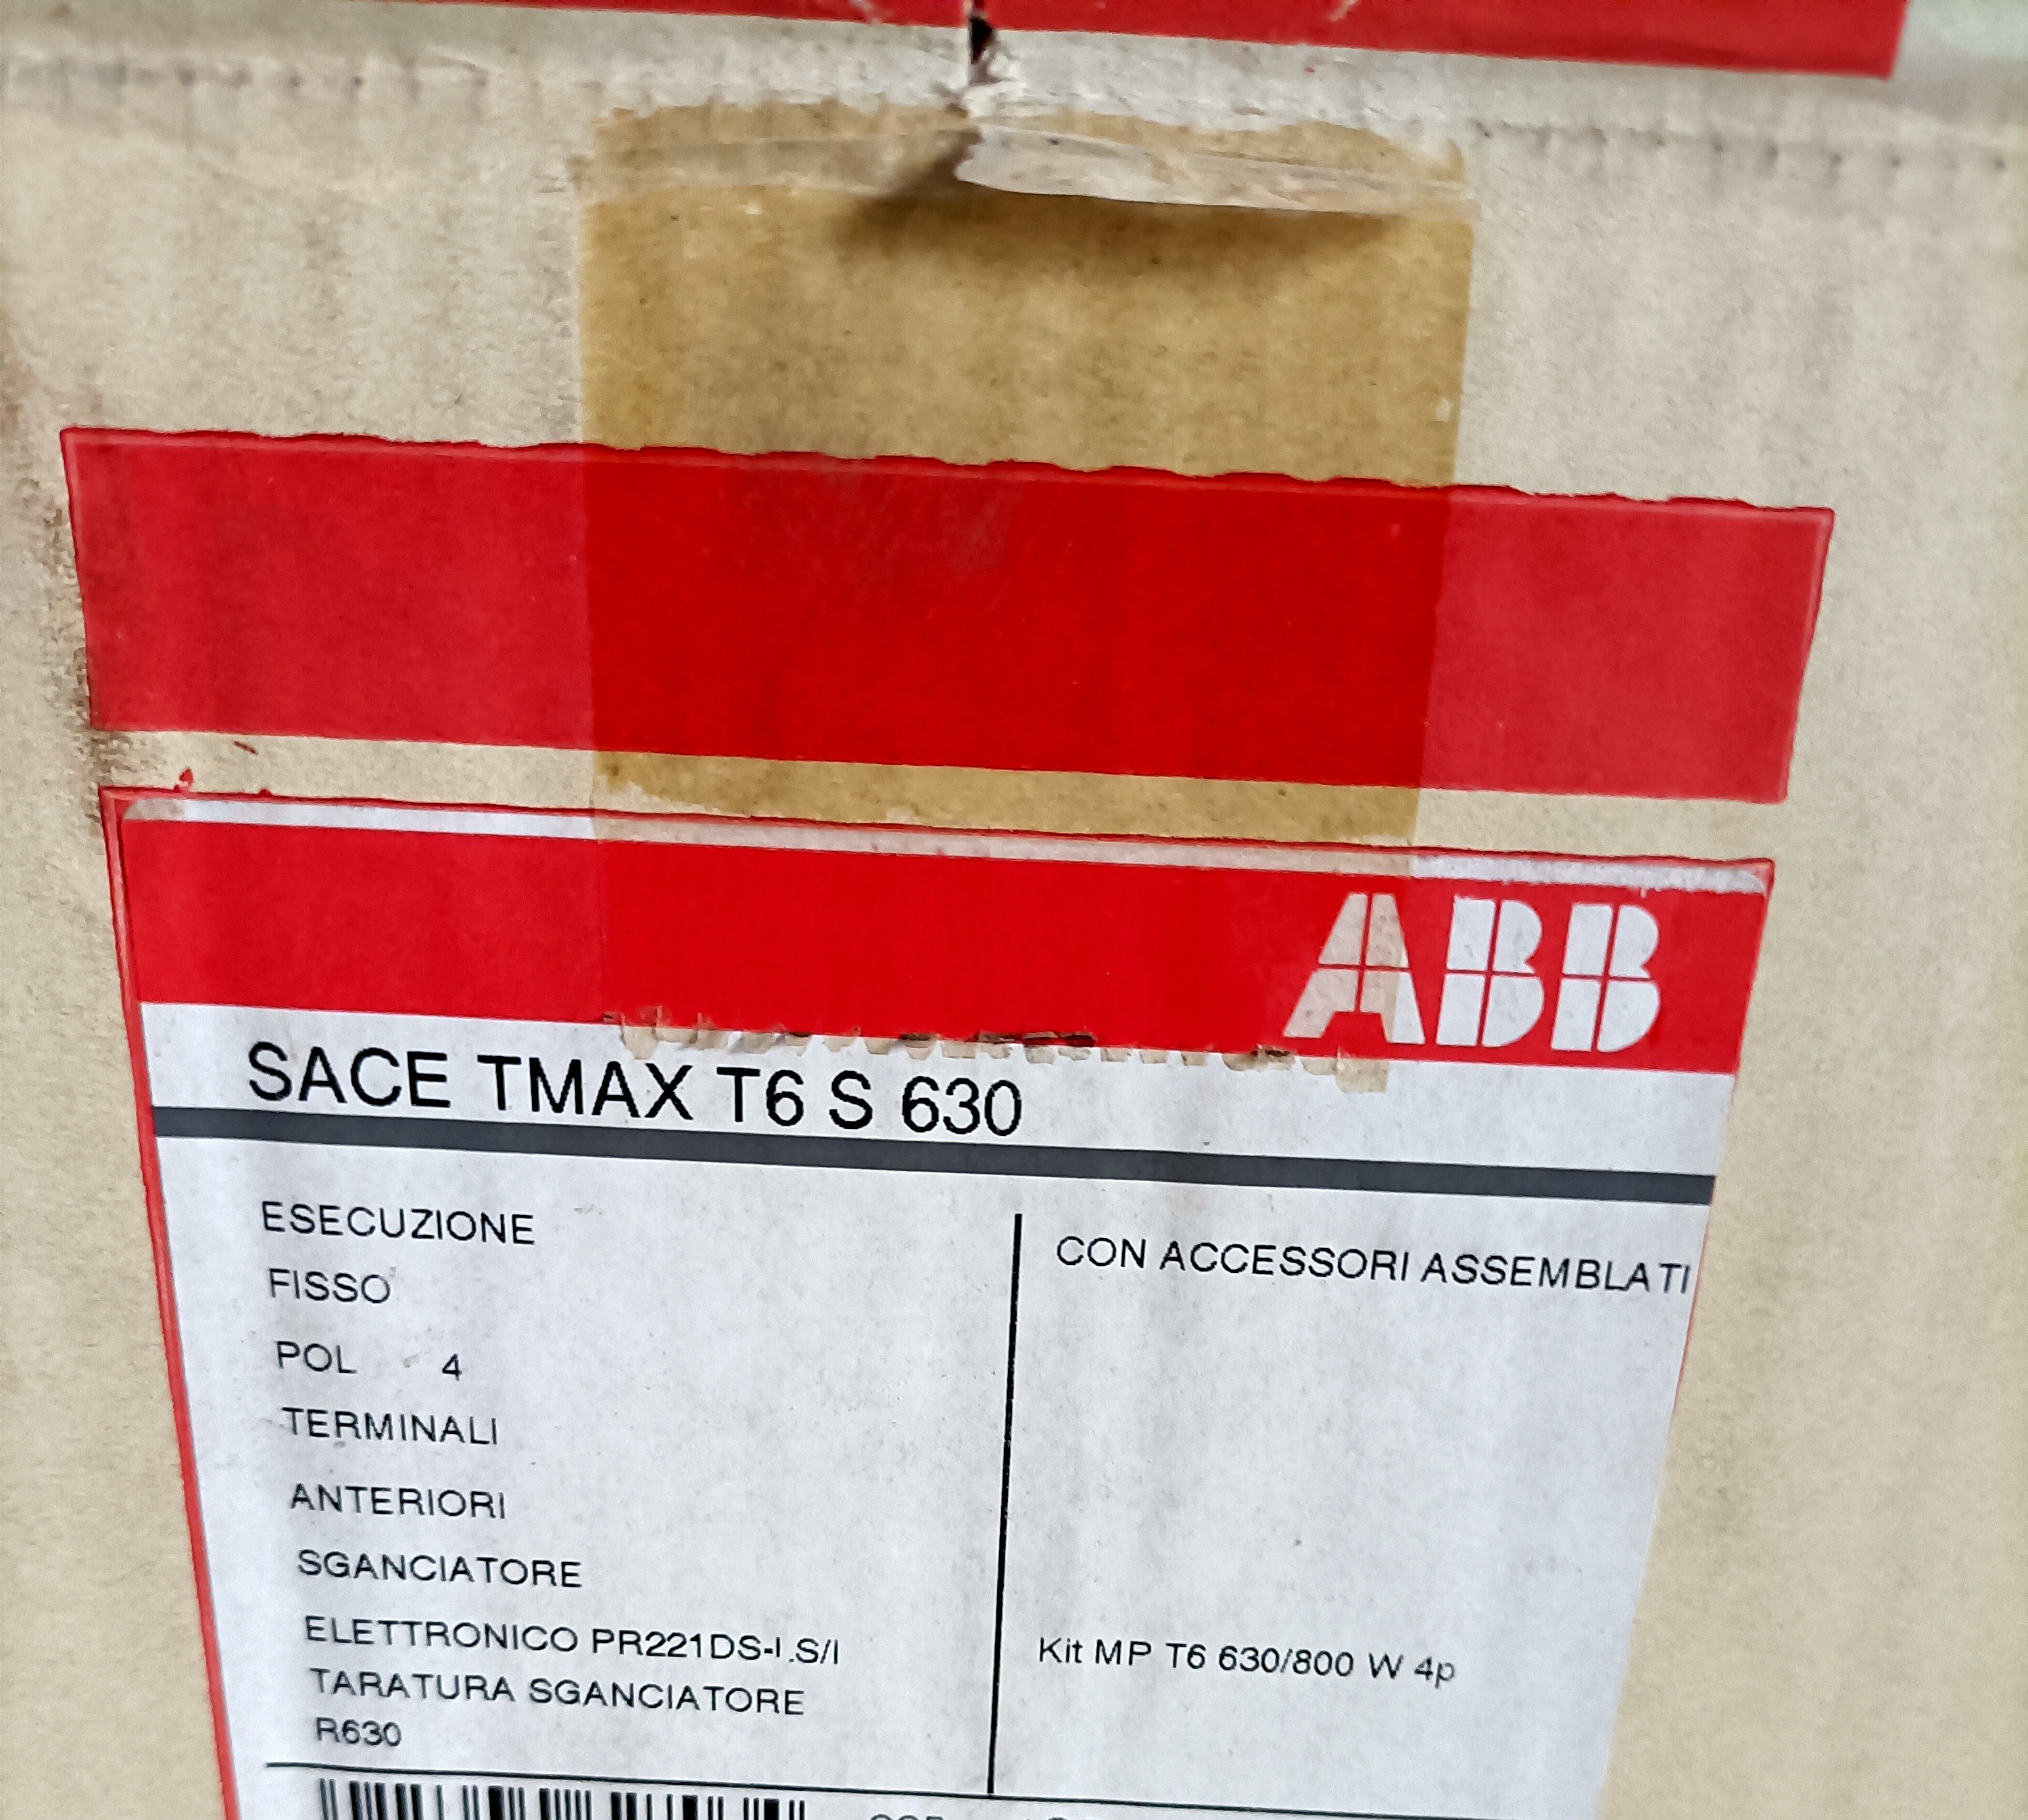 ABB
SACE TMAX T6 S 630
ESECUZIONE
FISSO
POL 4
TERMINALI
ANTERIORI
SGANCIATORE
ELETTRONICO PR221DS-I .S/I
TARATURA SGANCIATORE
R630
CON ACCESSORI ASSEMBLATI
Kit MP T6 630/800 W 4p